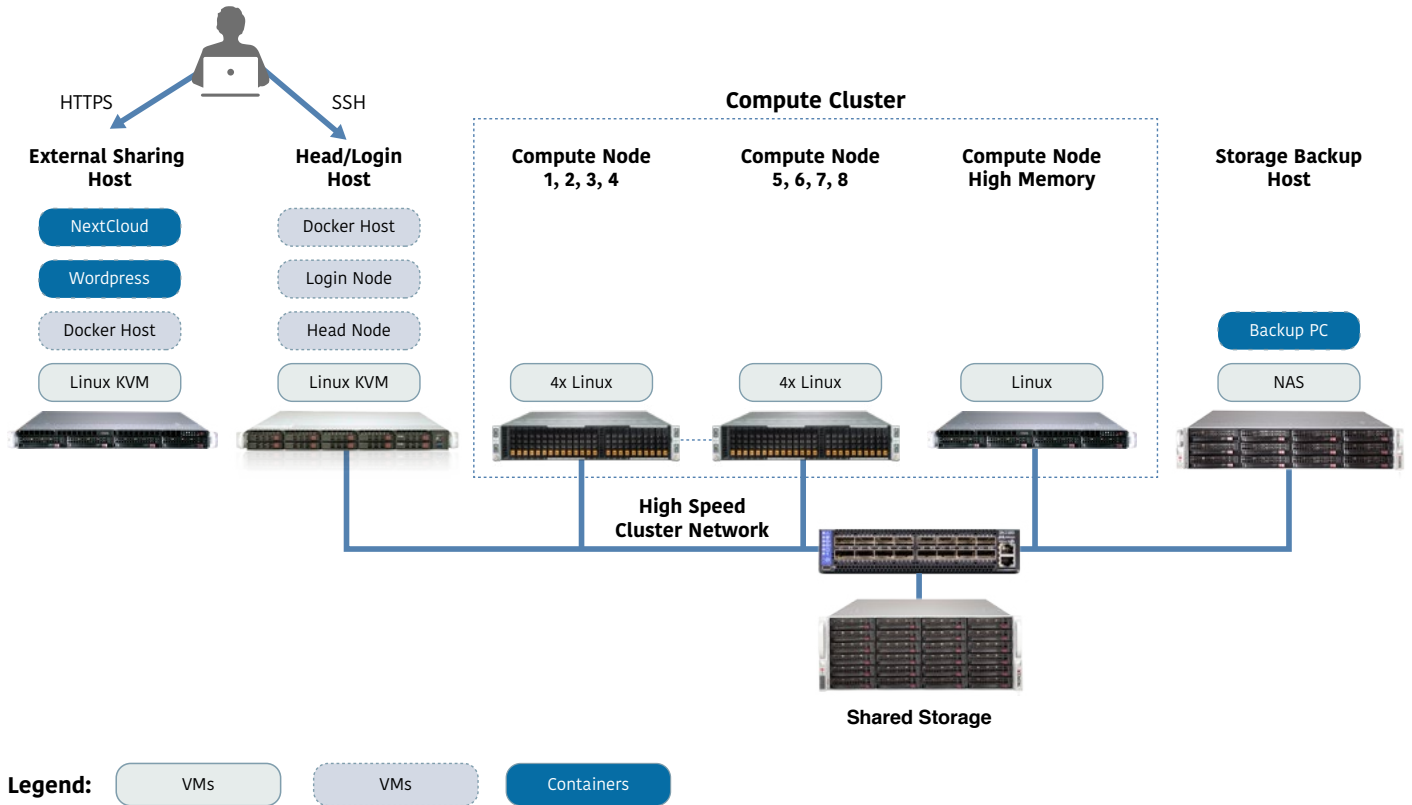 HTTPS
SSH
Compute Cluster
External Sharing
Host
Head/Login
Host
Compute Node
1, 2, 3, 4
Compute Node
5, 6, 7, 8
Compute Node
High Memory
Storage Backup
Host
NextCloud
Docker Host
Wordpress
Login Node
Docker Host
Head Node
Backup PC
Linux KVM
Linux KVM
4x Linux
4x Linux
Linux
NAS
High Speed
Cluster Network
Shared Storage
Legend:
VMs
VMs
Containers